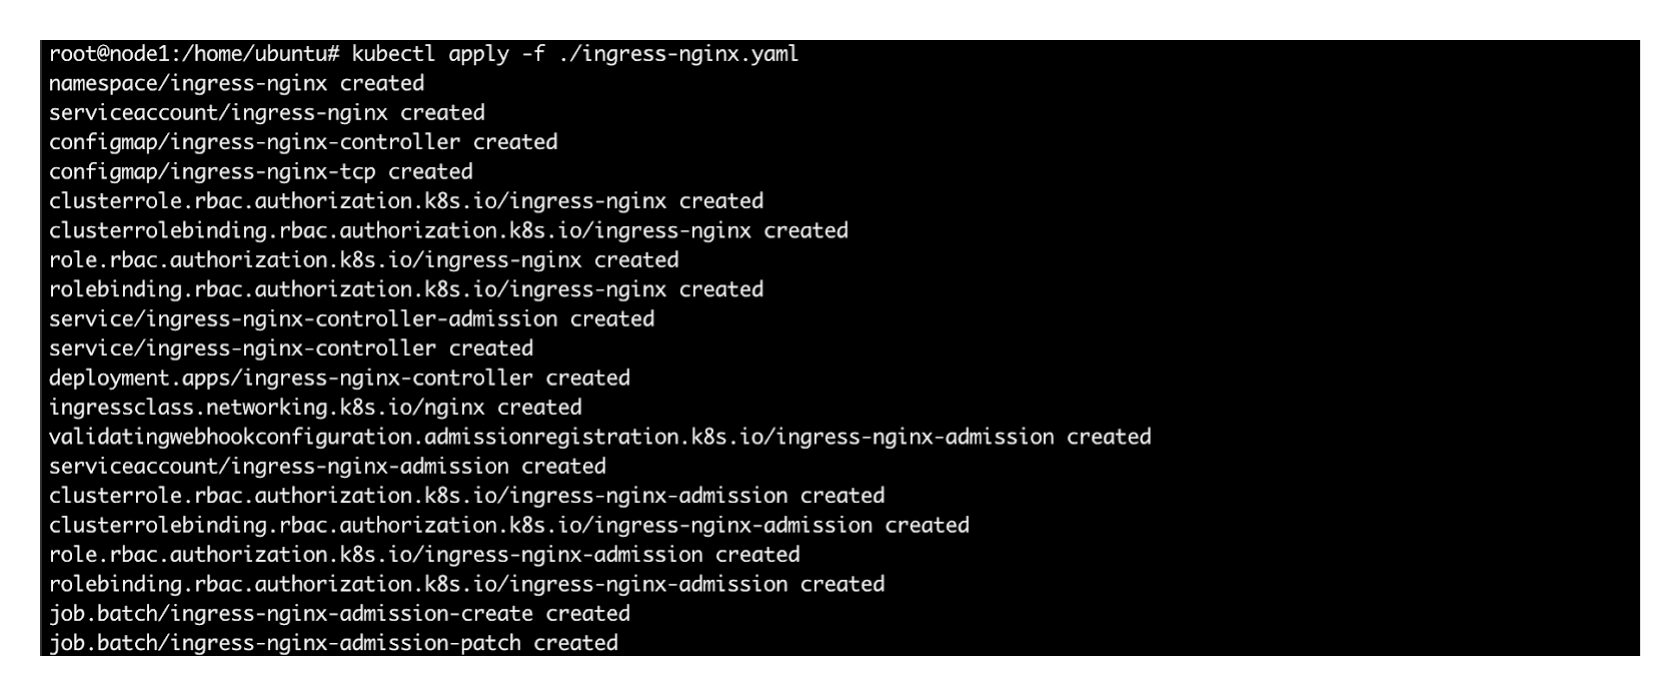 root@node1:/home/ubuntu# kubectl apply -f ./ingress-nginx.yaml
namespace/ingress-nginx created
serviceaccount/ingress-nginx created
configmap/ingress-nginx-controller created
configmap/ingress-nginx-tcp created
clusterrole.rbac.authorization.k8s.io/ingress-nginx created
clusterrolebinding.rbac.authorization.k8s.io/ingress-nginx created
role.rbac.authorization.k8s.io/ingress-nginx created
rolebinding.rbac.authorization.k8s.io/ingress-nginx created
service/ingress-nginx-controller-admission created
service/ingress-nginx-controller created
deployment.apps/ingress-nginx-controller created
ingressclass.networking.k8s.io/nginx created
validatingwebhookconfiguration.admissionregistration.k8s.io/ingress-nginx-admission created
serviceaccount/ingress-nginx-admission created
clusterrole.rbac.authorization.k8s.io/ingress-nginx-admission created
clusterrolebinding.rbac.authorization.k8s.io/ingress-nginx-admission created
role.rbac.authorization.k8s.io/ingress-nginx-admission created
rolebinding.rbac.authorization.k8s.io/ingress-nginx-admission created
job.batch/ingress-nginx-admission-create created
job.batch/ingress-nginx-admission-patch created